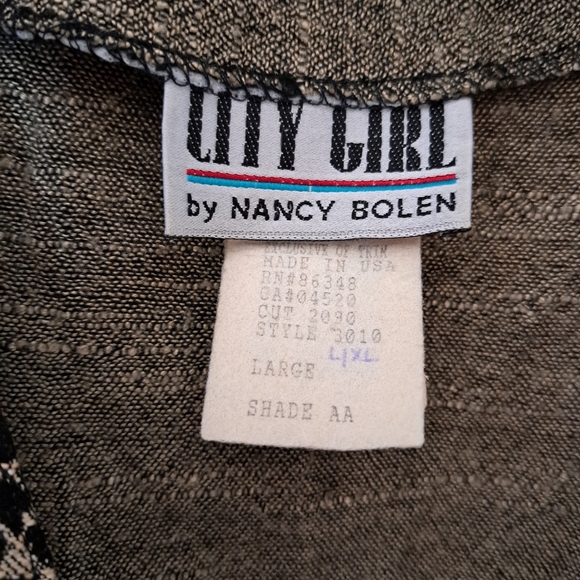 CITY GIRL
by NANCY BOLEN
EXCLUSIVE OF TRIM
MADE IN USA
RN#86348
CA#04520
CUT 2090
STYLE 3010
L/XL
LARGE
SHADE AA